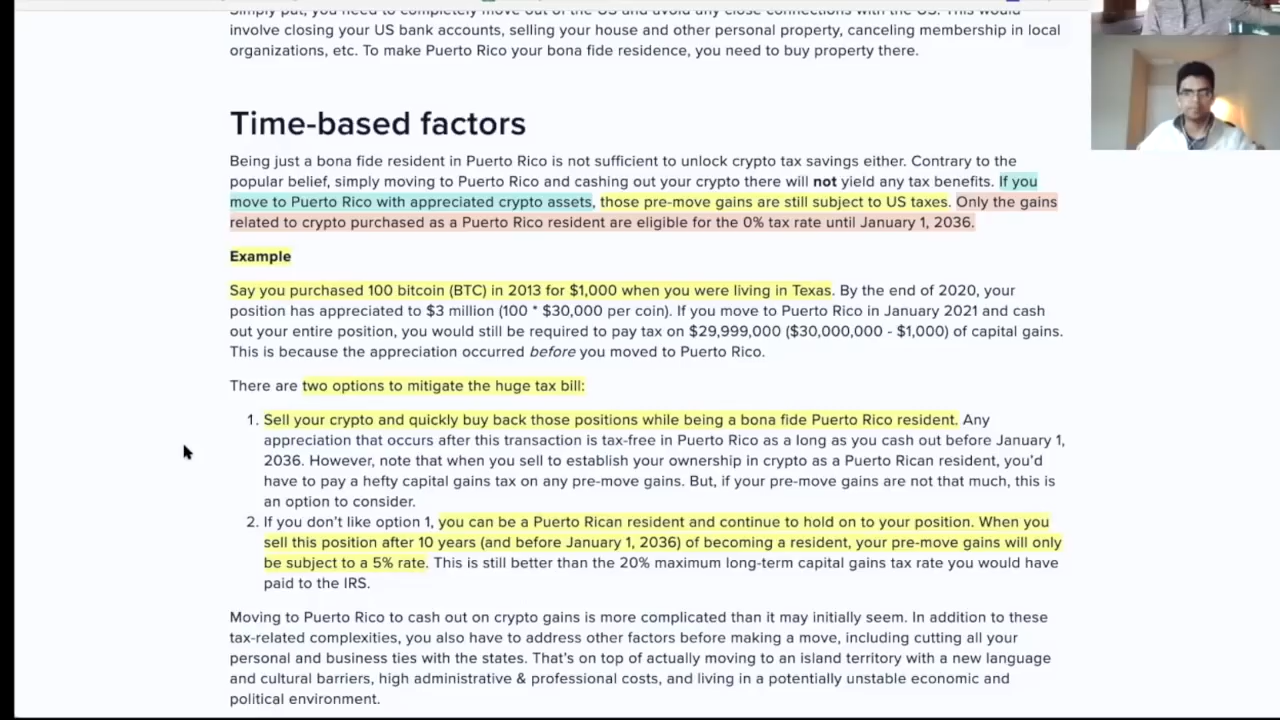 Simply put, you need to completely move out of the US and avoid any close connections with the US. This would
involve closing your US bank accounts, selling your house and other personal property, canceling membership in local
organizations, etc. To make Puerto Rico your bona fide residence, you need to buy property there.
Time-based factors
Being just a bona fide resident in Puerto Rico is not sufficient to unlock crypto tax savings either. Contrary to the
popular belief, simply moving to Puerto Rico and cashing out your crypto there will not yield any tax benefits. If you
move to Puerto Rico with appreciated crypto assets, those pre-move gains are still subject to US taxes. Only the gains
related to crypto purchased as a Puerto Rico resident are eligible for the 0% tax rate until January 1, 2036.
Example
Say you purchased 100 bitcoin (BTC) in 2013 for $1,000 when you were living in Texas. By the end of 2020, your
position has appreciated to $3 million (100 * $30,000 per coin). If you move to Puerto Rico in January 2021 and cash
out your entire position, you would still be required to pay tax on $29,999,000 ($30,000,000 - $1,000) of capital gains.
This is because the appreciation occurred before you moved to Puerto Rico.
There are two options to mitigate the huge tax bill:
1. Sell your crypto and quickly buy back those positions while being a bona fide Puerto Rico resident. Any
appreciation that occurs after this transaction is tax-free in Puerto Rico as a long as you cash out before January 1,
2036. However, note that when you sell to establish your ownership in crypto as a Puerto Rican resident, you'd
have to pay a hefty capital gains tax on any pre-move gains. But, if your pre-move gains are not that much, this is
an option to consider.
2. If you don't like option 1, you can be a Puerto Rican resident and continue to hold on to your position. When you
sell this position after 10 years (and before January 1, 2036) of becoming a resident, your pre-move gains will only
be subject to a 5% rate. This is still better than the 20% maximum long-term capital gains tax rate you would have
paid to the IRS.
Moving to Puerto Rico to cash out on crypto gains is more complicated than it may initially seem. In addition to these
tax-related complexities, you also have to address other factors before making a move, including cutting all your
personal and business ties with the states. That's on top of actually moving to an island territory with a new language
and cultural barriers, high administrative & professional costs, and living in a potentially unstable economic and
political environment.